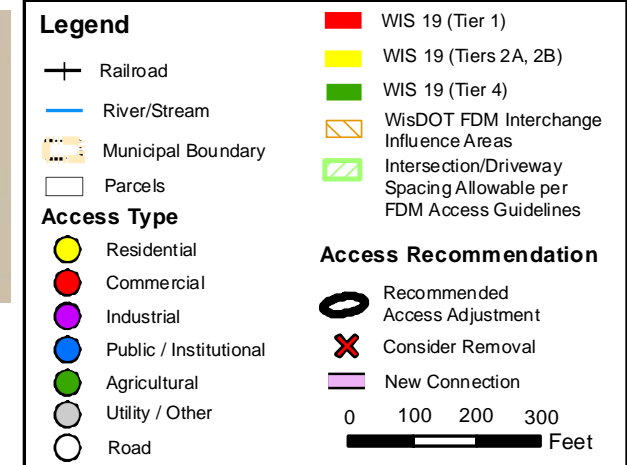 Legend
Railroad
River/Stream
Municipal Boundary
Parcels
Access Type
Residential
Commercial
Industrial
Public / Institutional
Agricultural
Utility / Other
Road
WIS 19 (Tier 1)
WIS 19 (Tiers 2A, 2B)
WIS 19 (Tier 4)
WisDOT FDM Interchange
Influence Areas
Intersection/Driveway
Spacing Allowable per
FDM Access Guidelines
Access Recommendation
Recommended
Access Adjustment
Consider Removal
New Connection
0 100 200 300
Feet